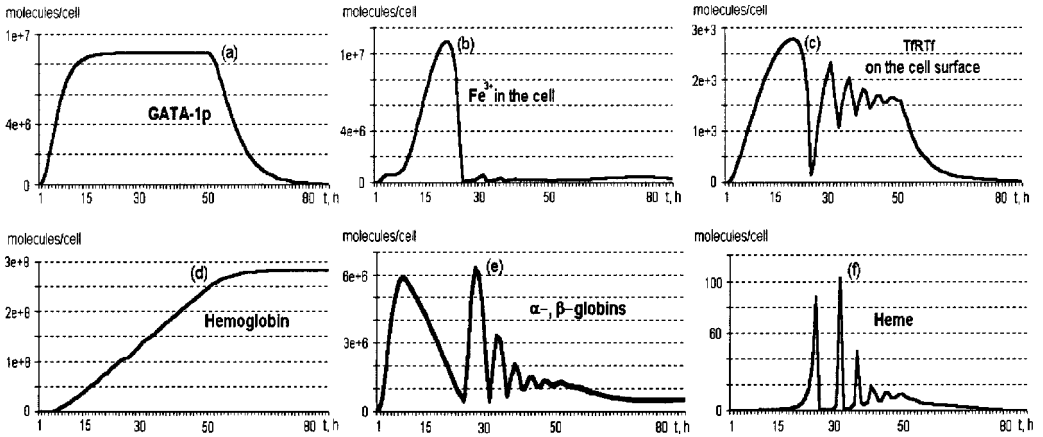 molecules/cell
1e+7
4e+6
0
(a)
GATA-1p
1 15 30 50 80 t, h
molecules/cell
1e+7
4e+6
0
(b)
Fe3+ in the cell
1 15 30 50 80 t, h
molecules/cell
3e+3
2e+3
1e+3
0
(c)
TfRTf
on the cell surface
1 15 30 50 80 t, h
molecules/cell
3e+8
2e+8
1e+8
0
(d)
Hemoglobin
1 15 30 50 80 t, h
molecules/cell
6e+6
3e+6
0
(e)
α-, β-globins
1 15 30 50 80 t, h
molecules/cell
100
60
0
(f)
Heme
1 15 30 50 80 t, h